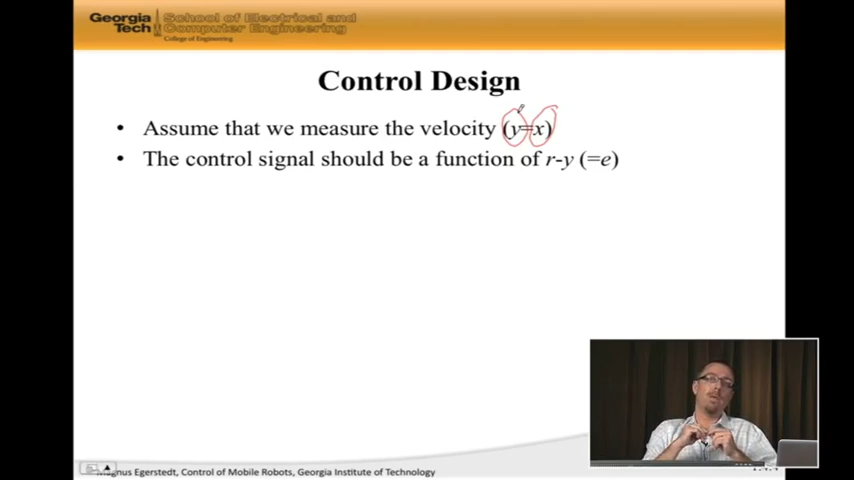 Georgia Tech
School of Electrical and Computer Engineering
College of Engineering
Control Design
• Assume that we measure the velocity (y=x)
• The control signal should be a function of r-y (=e)
Magnus Egerstedt, Control of Mobile Robots, Georgia Institute of Technology